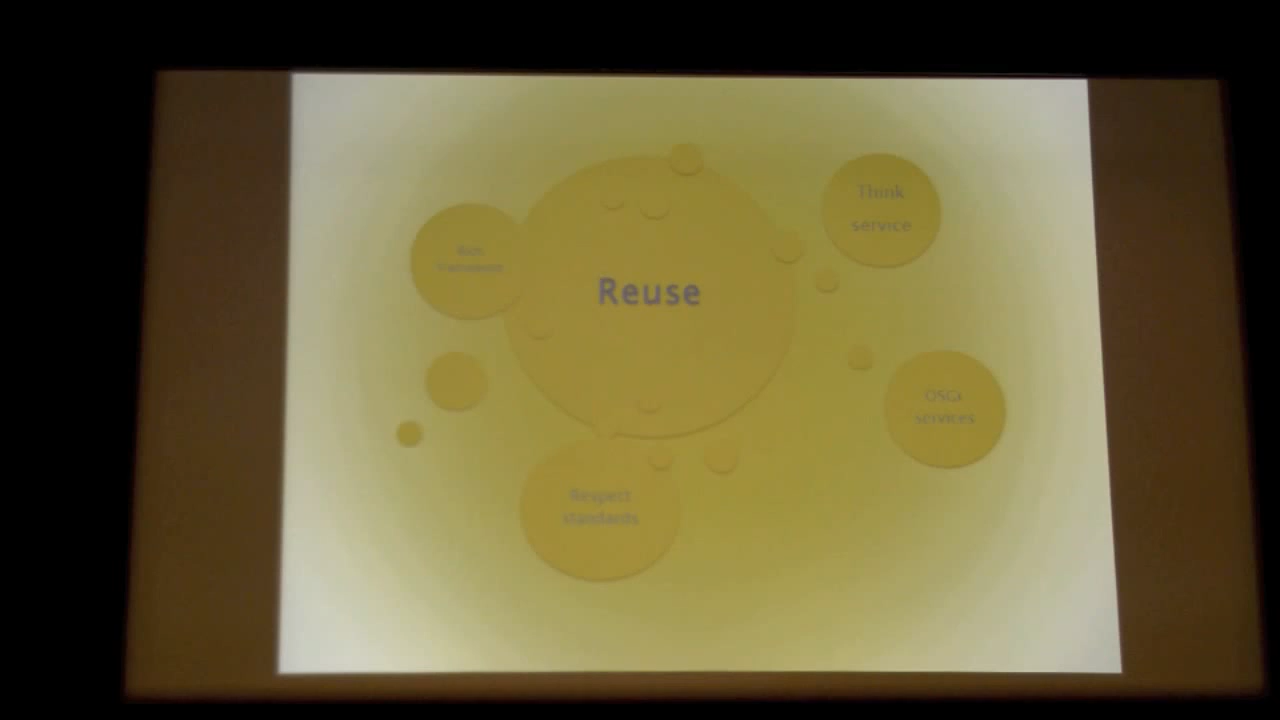 Reuse
Think
service
OSGi
services
Respect
standards